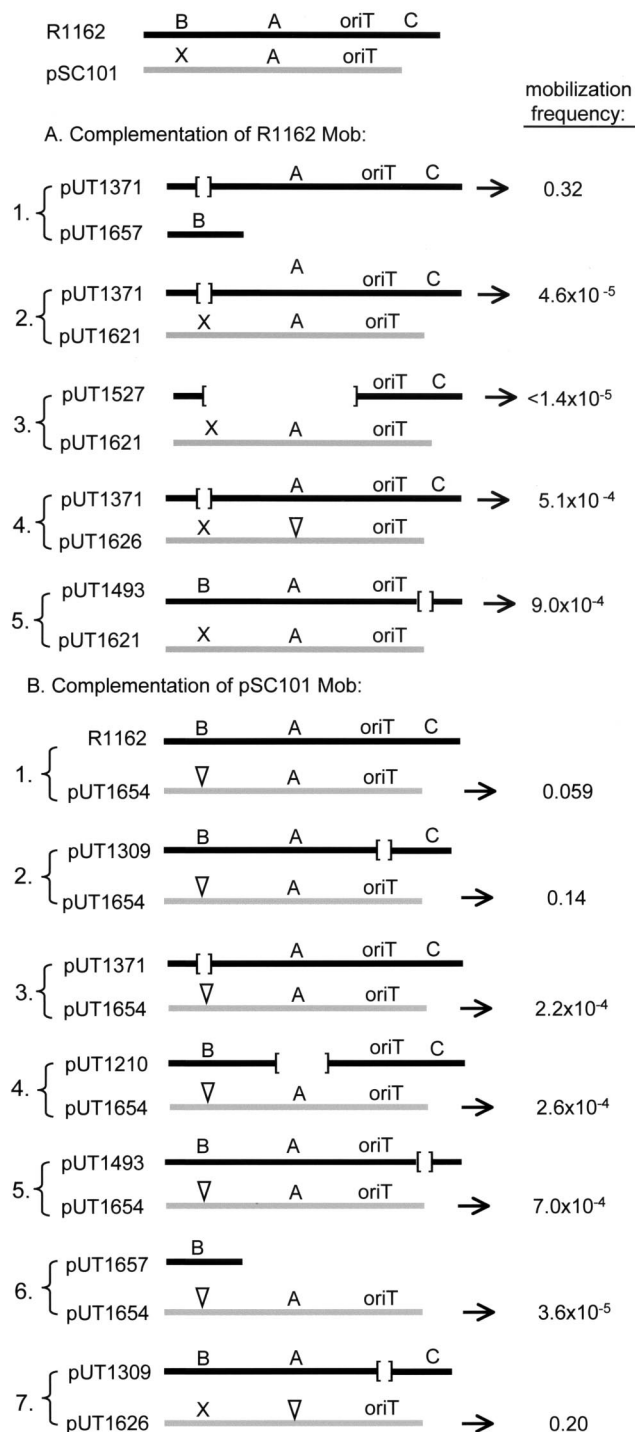 B A oriT C
R1162
X A oriT
pSC101
mobilization
frequency:
A. Complementation of R1162 Mob:
A oriT C
pUT1371 [ ] 0.32
1.
B
pUT1657
A
oriT C
pUT1371 [ ] 4.6x10 -5
2.
X A oriT
pUT1621
pUT1527 [ ] oriT C <1.4x10-5
3.
X A oriT
pUT1621
A oriT C
pUT1371 [ ] 5.1x10 -4
4.
X oriT
pUT1626
B A oriT
pUT1493 [ ] 9.0x10-4
5.
X A oriT
pUT1621
B. Complementation of pSC101 Mob:
B A oriT C
R1162
1.
A oriT
pUT1654 0.059
B A C
pUT1309 [ ]
2.
A oriT
pUT1654 0.14
A oriT C
pUT1371 [ ]
3.
A oriT
pUT1654 2.2x10-4
B oriT C
pUT1210 [ ]
4.
A oriT
pUT1654 2.6x10-4
B A oriT
pUT1493 [ ]
5.
A oriT
pUT1654 7.0x10-4
B
pUT1657
6.
A oriT
pUT1654 3.6x10-5
B A C
pUT1309 [ ]
7.
X oriT
pUT1626 0.20